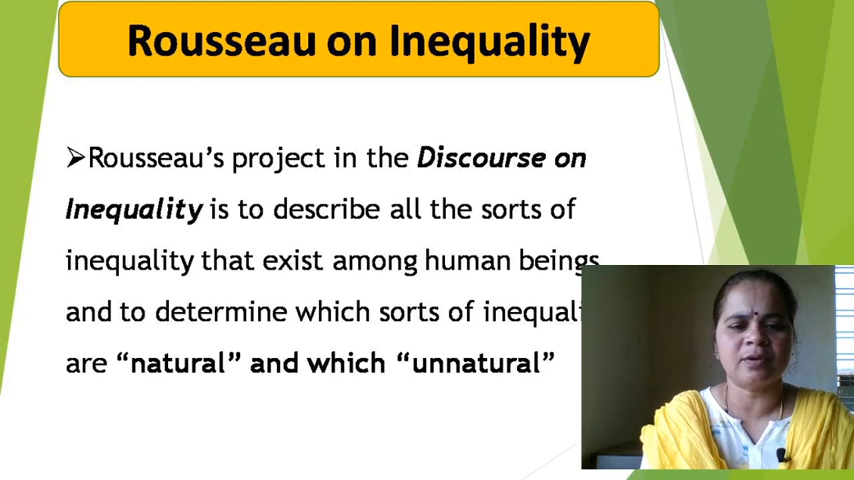 Rousseau on Inequality
➢Rousseau's project in the Discourse on
Inequality is to describe all the sorts of
inequality that exist among human beings
and to determine which sorts of
are “natural” and which “unnatural”